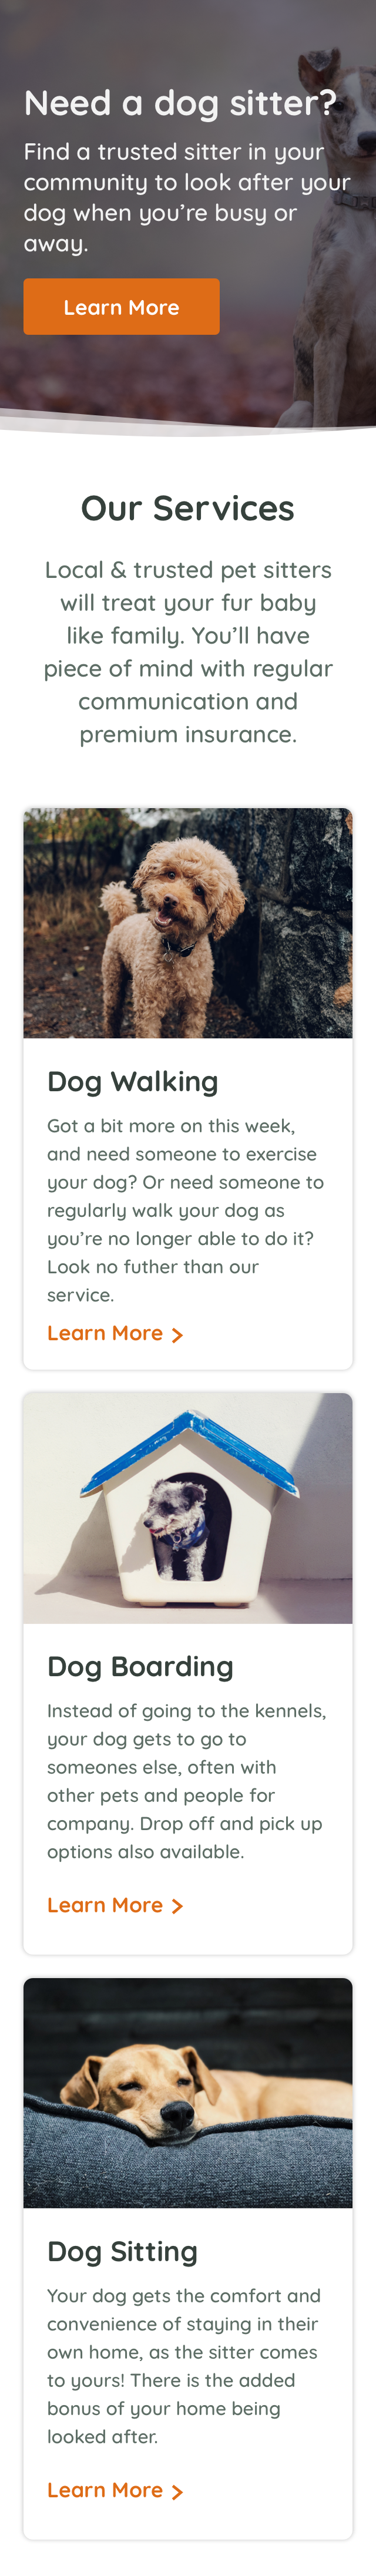 Need a dog sitter?
Find a trusted sitter in your
community to look after your
dog when you’re busy or
away.
Learn More
Our Services
Local & trusted pet sitters
will treat your fur baby
like family. You’ll have
piece of mind with regular
communication and
premium insurance.
Dog Walking
Got a bit more on this week,
and need someone to exercise
your dog? Or need someone to
regularly walk your dog as
you’re no longer able to do it?
Look no futher than our
service.
Learn More
Dog Boarding
Instead of going to the kennels,
your dog gets to go to
someones else, often with
other pets and people for
company. Drop off and pick up
options also available.
Learn More
Dog Sitting
Your dog gets the comfort and
convenience of staying in their
own home, as the sitter comes
to yours! There is the added
bonus of your home being
looked after.
Learn More